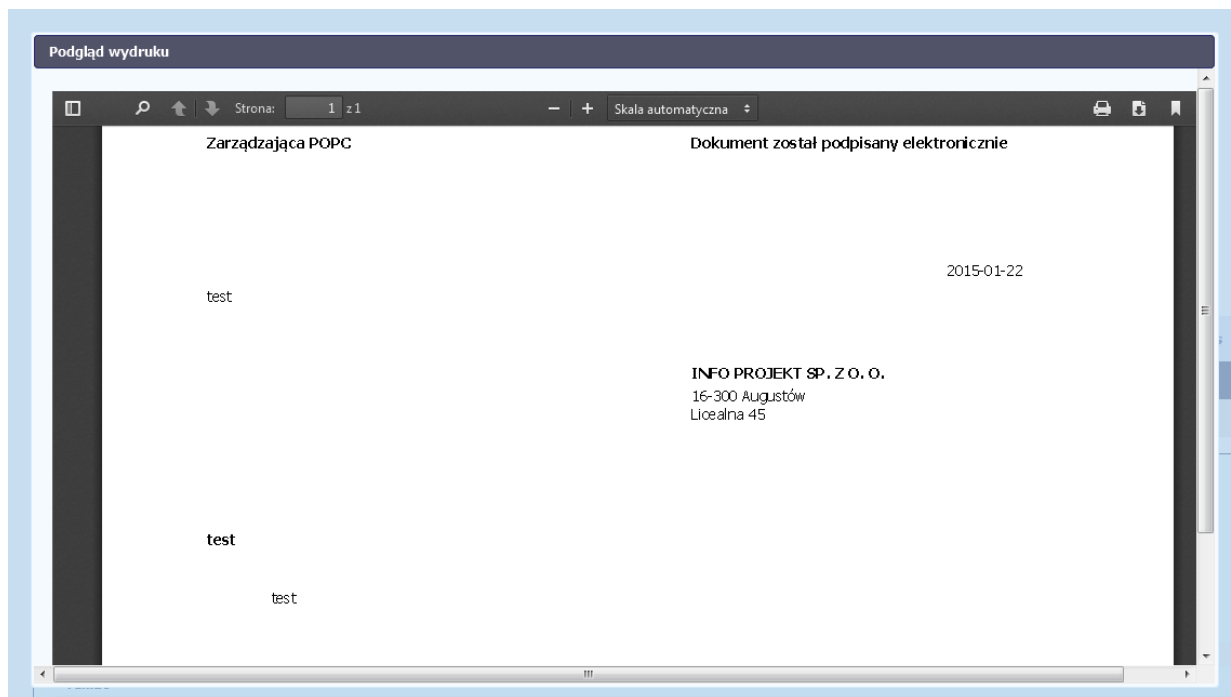 Podgląd wydruku
Strona: 1 z 1 Skala automatyczna
Zarządzająca POPC Dokument został podpisany elektronicznie
2015-01-22
test
INFO PROJEKT SP. Z O. O.
16-300 Augustów
Licealna 45
test
test